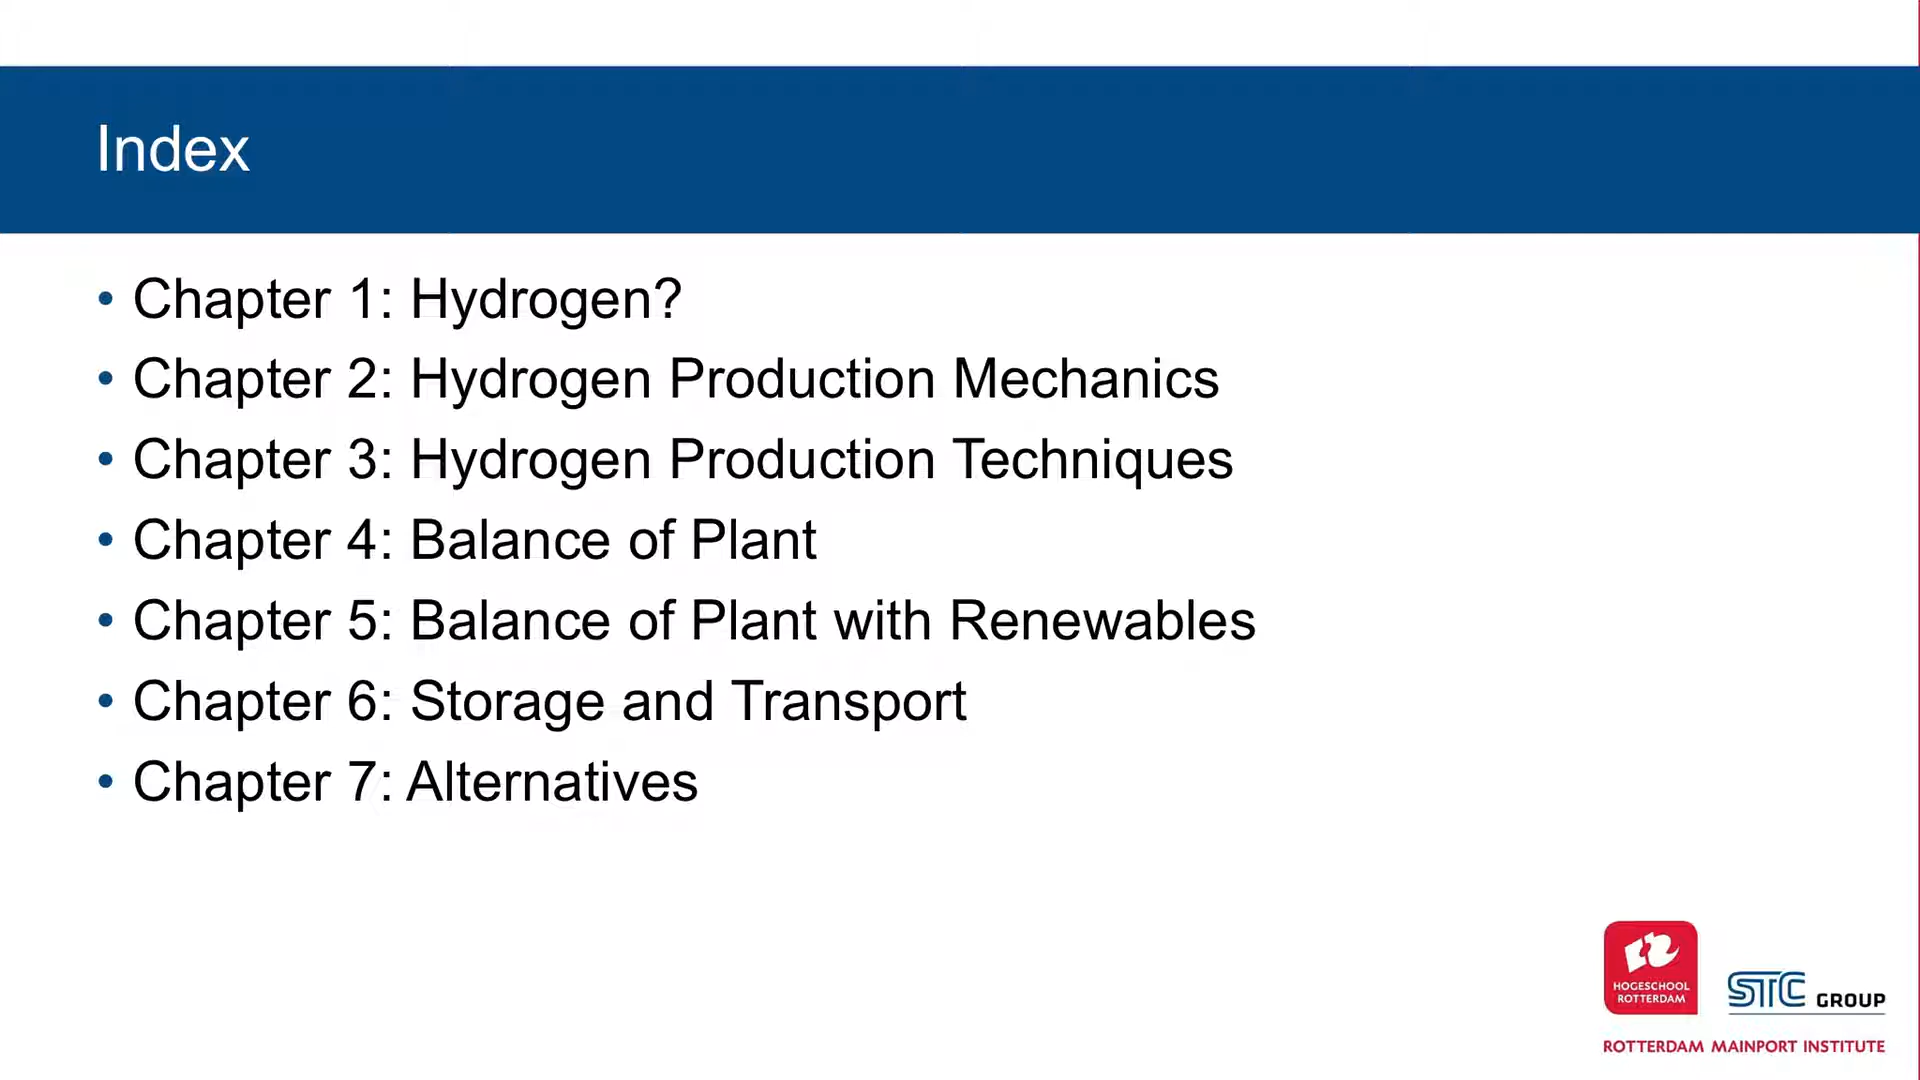 Index
• Chapter 1: Hydrogen?
• Chapter 2: Hydrogen Production Mechanics
• Chapter 3: Hydrogen Production Techniques
• Chapter 4: Balance of Plant
• Chapter 5: Balance of Plant with Renewables
• Chapter 6: Storage and Transport
• Chapter 7: Alternatives
HOGESCHOOL
ROTTERDAM
STC GROUP
ROTTERDAM MAINPORT INSTITUTE